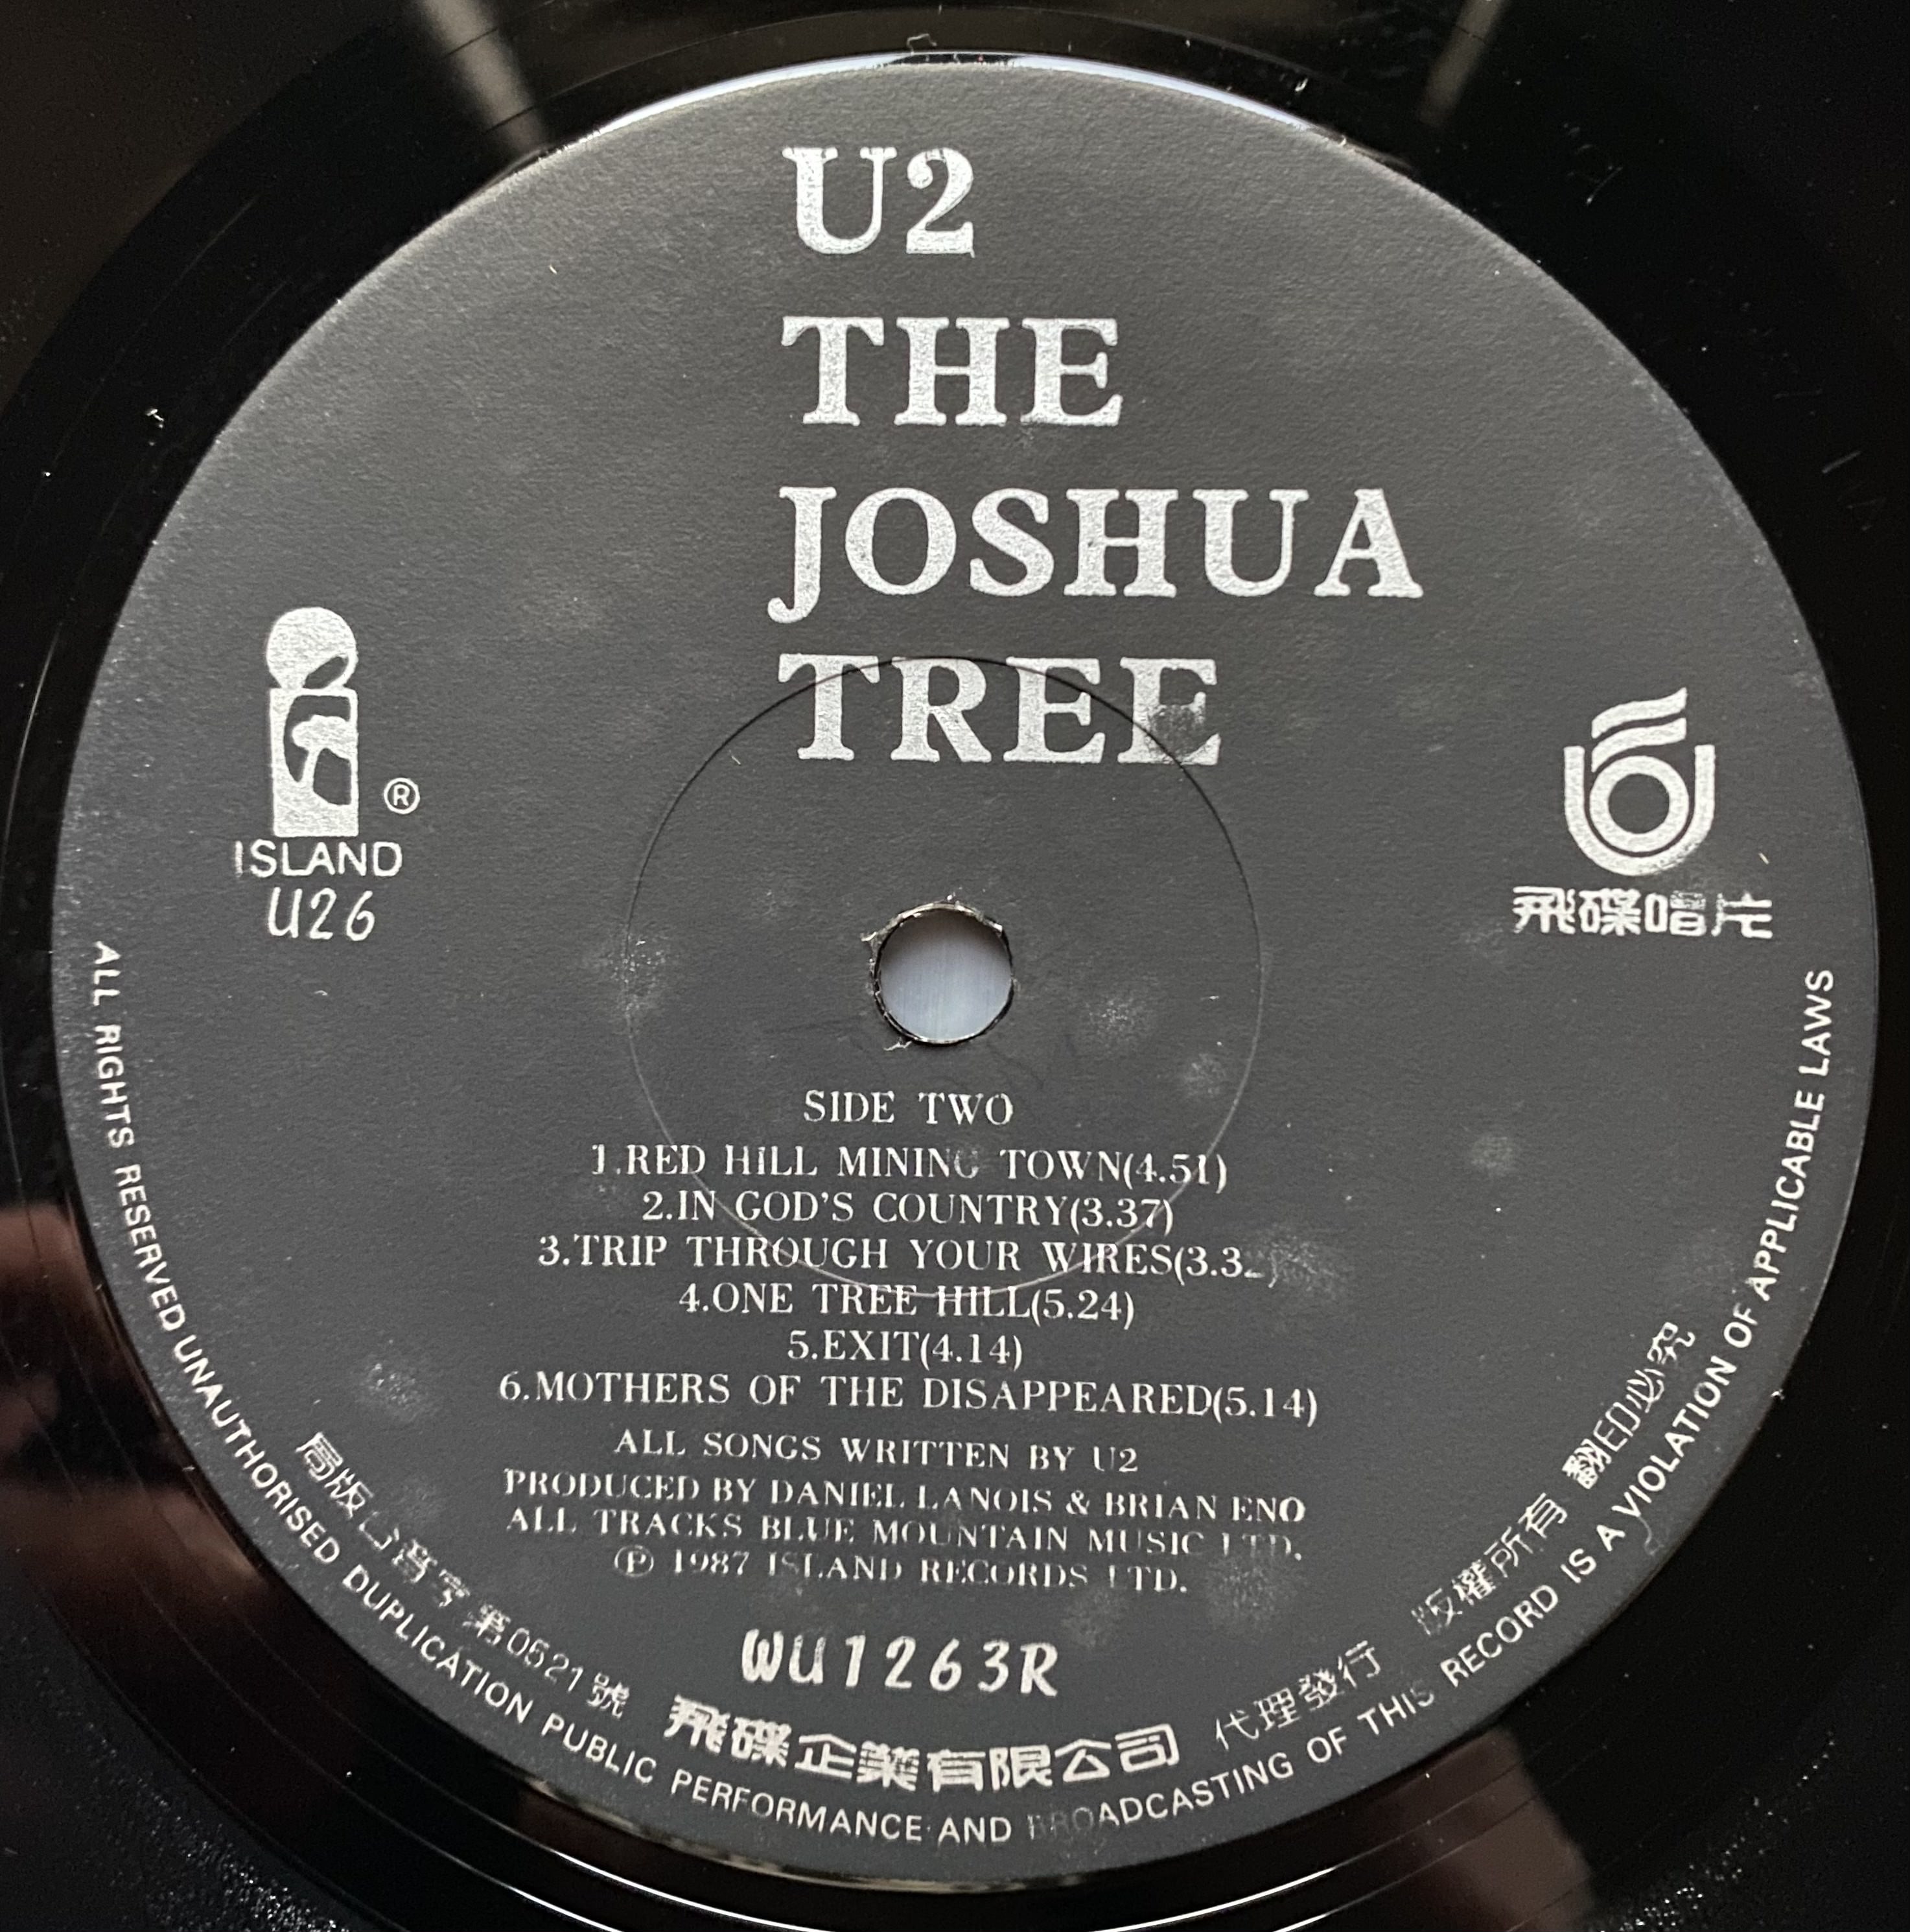 U2
THE
JOSHUA
TREE
®
ISLAND
U26
飛碟唱片
SIDE TWO
1.RED HILL MINING TOWN(4.51)
2.IN GOD'S COUNTRY(3.37)
3.TRIP THROUGH YOUR WIRES
4.ONE TREE HILL(5.24)
5.EXIT(4.14)
6.MOTHERS OF THE DISAPPEARED(5.14)
ALL SONGS WRITTEN BY U2
PRODUCED BY DANIEL LANOIS & BRIAN ENO
ALL TRACKS BLUE MOUNTAIN MUSIC LTD.
Ⓟ 1987 ISLAND RECORDS LTD.
WU1263R
局版 第0521號
飛碟企業有限公司 代理發行 版權所有 翻印必究
ALL RIGHTS RESERVED UNAUTHORISED DUPLICATION PUBLIC PERFORMANCE AND BROADCASTING OF THIS RECORD IS A VIOLATION OF APPLICABLE LAWS